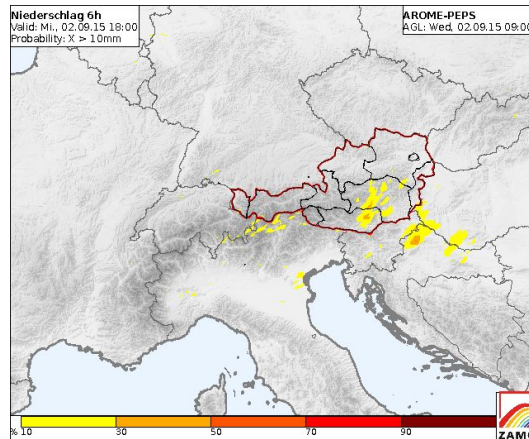 Niederschlag 6h
Valid: Mi., 02.09.15 18:00
Probability: X > 10mm
AROME-PEPS
AGL: Wed, 02.09.15 09:00
% 10 30 50 70 90